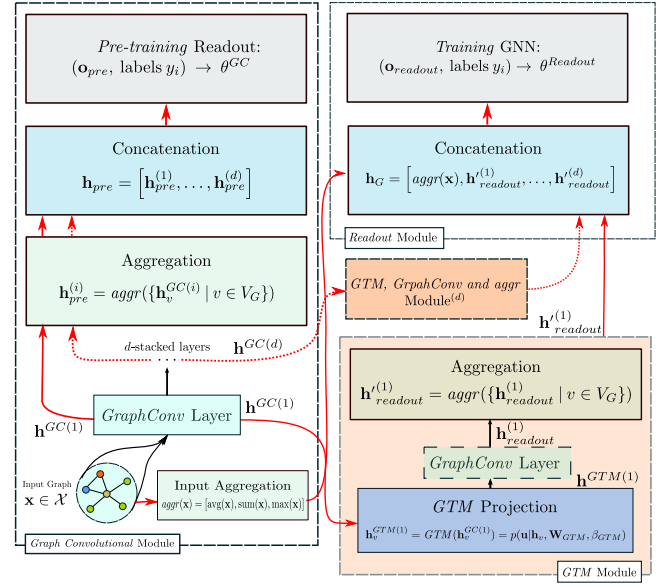 Pre-training Readout:
(o_pre, labels y_i) → θ^GC
Concatenation
h_pre = [h_pre^(1), . . . , h_pre^(d)]
Aggregation
h_pre^(i) = aggr({h_v^GC(i) | v ∈ V_G})
d-stacked layers
· · ·
h^GC(d)
h^GC(1)
GraphConv Layer
h^GC(1)
Input Graph
x ∈ 𝒳
Input Aggregation
aggr(x) = [avg(x), sum(x), max(x)]
Graph Convolutional Module
Training GNN:
(o_readout, labels y_i) → θ^Readout
Concatenation
h_G = [aggr(x), h′_readout^(1), . . . , h′_readout^(d)]
Readout Module
GTM, GrpahConv and aggr
Module^(d)
h′_readout^(1)
Aggregation
h′_readout^(1) = aggr({h_readout^(1) | v ∈ V_G})
h_readout^(1)
GraphConv Layer
h^GTM(1)
GTM Projection
h_v^GTM(1) = GTM(h_v^GC(1)) = p(u|h_v, W_GTM, β_GTM)
GTM Module